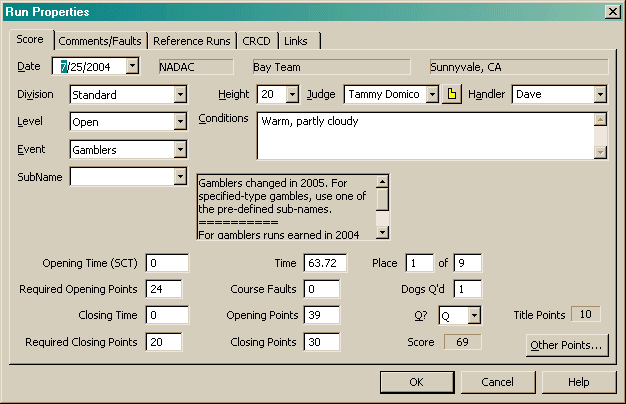 Run Properties
Score Comments/Faults Reference Runs CRCD Links
Date 7/25/2004 NADAC Bay Team Sunnyvale, CA
Division Standard Height 20 Judge Tammy Domico Handler Dave
Level Open Conditions Warm, partly cloudy
Event Gamblers
SubName
Gamblers changed in 2005. For
specified-type gambles, use one of
the pre-defined sub-names.
==========
For gamblers runs earned in 2004
Opening Time (SCT) 0 Time 63.72 Place 1 of 9
Required Opening Points 24 Course Faults 0 Dogs Q'd 1
Closing Time 0 Opening Points 39 Q? Q Title Points 10
Required Closing Points 20 Closing Points 30 Score 69 Other Points...
OK Cancel Help